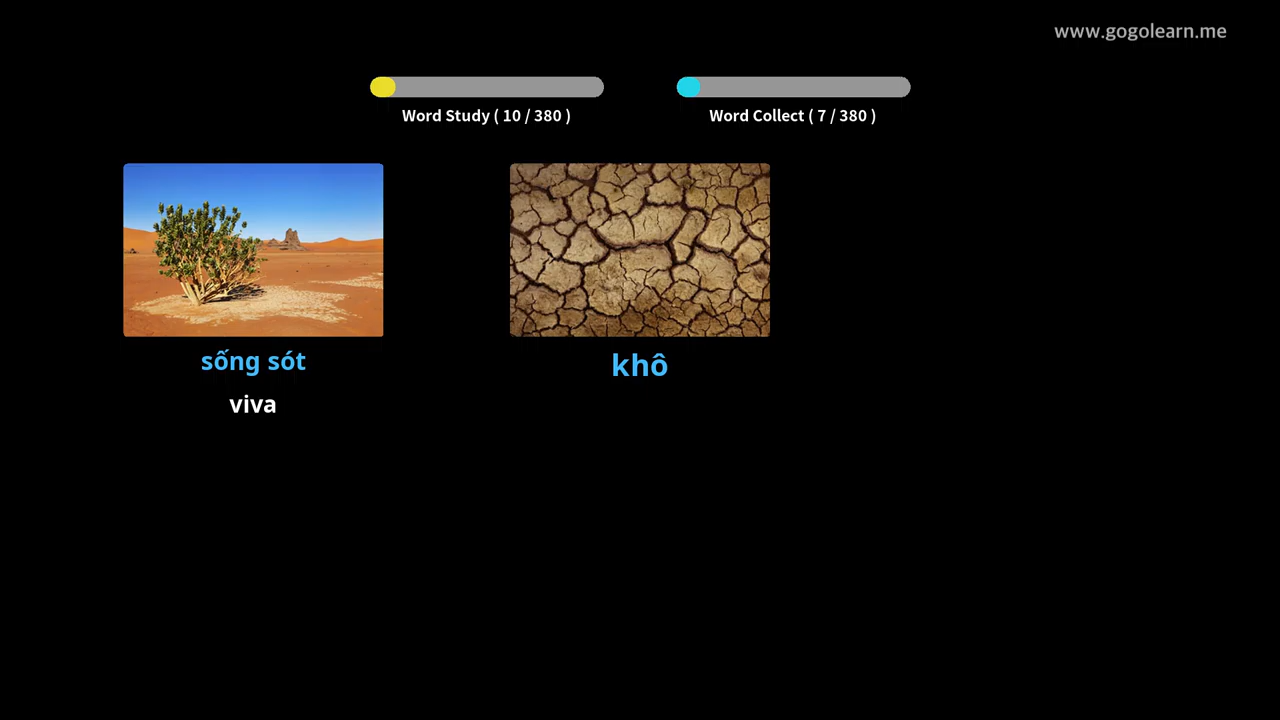 www.gogolearn.me
Word Study ( 10 / 380 )
Word Collect ( 7 / 380 )
sống sót
viva
khô